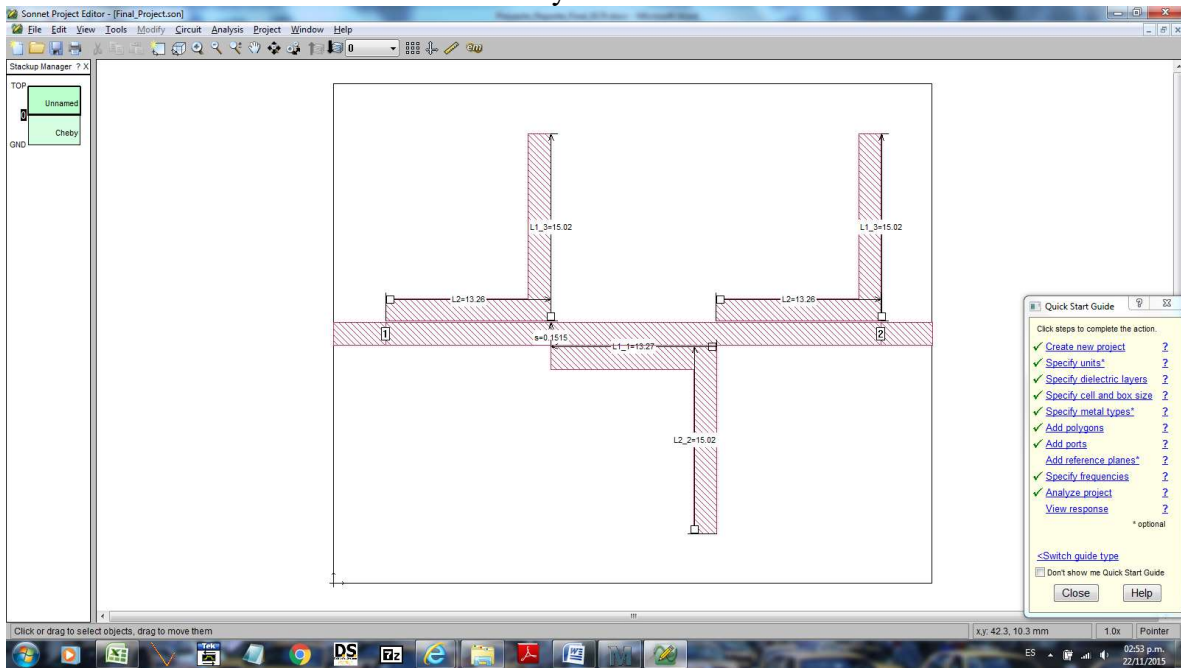 Sonnet Project Editor - [Final_Project.son]
File Edit View Tools Modify Circuit Analysis Project Window Help
0
Stackup Manager ? X
TOP
Unnamed
0
Cheby
GND
L1_3=15.02
L1_3=15.02
L2=13.26
L2=13.26
1
s=0.1515
2
L1_1=13.27
L2_2=15.02
Quick Start Guide
Click steps to complete the action.
Create new project ?
Specify units* ?
Specify dielectric layers ?
Specify cell and box size ?
Specify metal types* ?
Add polygons ?
Add ports ?
Add reference planes* ?
Specify frequencies ?
Analyze project ?
View response ?
* optional
<Switch guide type
Don't show me Quick Start Guide
Close Help
Click or drag to select objects, drag to move them
x,y: 42.3, 10.3 mm 1.0x Pointer
Tek DS 7z
ES 02:53 p.m.
22/11/2015